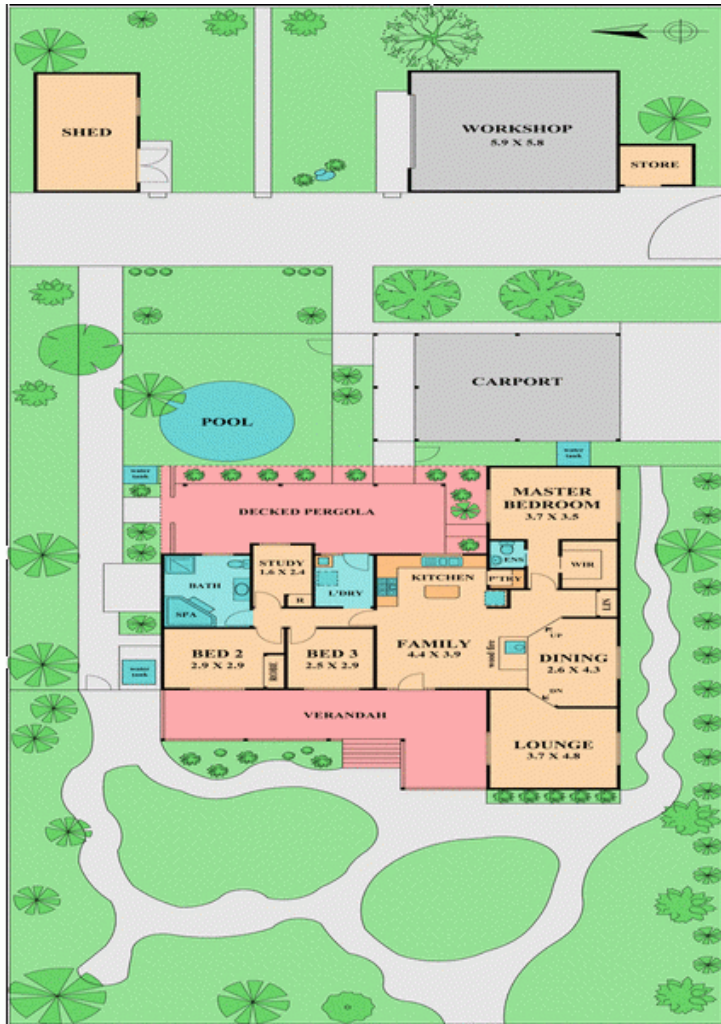 SHED
WORKSHOP
5.9 X 5.8
STORE
CARPORT
POOL
water
tank
water
tank
MASTER
BEDROOM
3.7 X 3.5
DECKED PERGOLA
STUDY
1.6 X 2.4
BATH
SPA
R
L'DRY
KITCHEN
ENS
P'TRY
WIR
LIN
UP
BED 2
2.9 X 2.9
ROBE
BED 3
2.5 X 2.9
FAMILY
4.4 X 3.9
wood fire
DINING
2.6 X 4.3
DN
water
tank
VERANDAH
LOUNGE
3.7 X 4.8